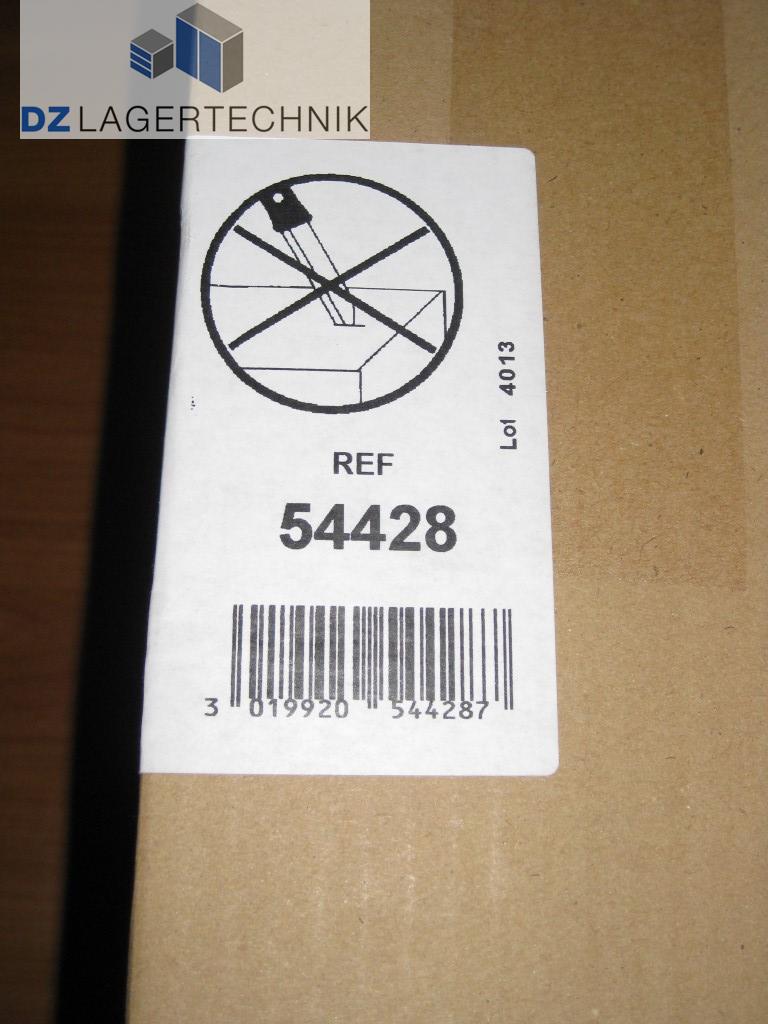 DZ LAGERTECHNIK
Lot 4013
REF
54428
3 019920 544287